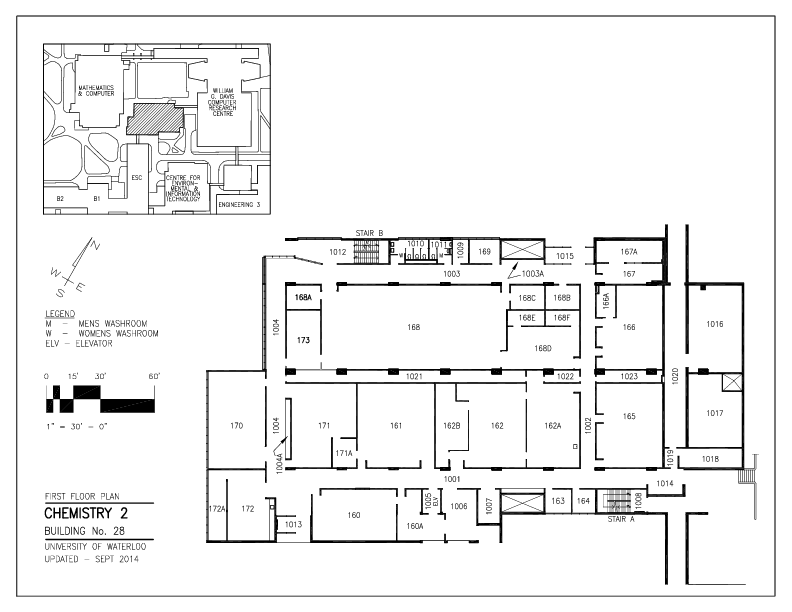 MATHEMATICS
& COMPUTER
WILLIAM
G. DAVIS
COMPUTER
RESEARCH
CENTRE
ESC
CENTRE FOR
ENVIRON-
MENTAL &
INFORMATION
TECHNOLOGY
B2
B1
ENGINEERING 3
N
W
E
S
LEGEND
M – MENS WASHROOM
W – WOMENS WASHROOM
ELV – ELEVATOR
0 15' 30' 60'
1" = 30' – 0"
FIRST FLOOR PLAN
CHEMISTRY 2
BUILDING No. 28
UNIVERSITY OF WATERLOO
UPDATED – SEPT 2014
STAIR B
1012
1010
1011
W
M
1009
169
1003
1003A
1015
167A
167
168A
1004
173
168
168C
168B
168E
168F
168D
166A
166
1016
1021
1022
1023
1020
170
1004
1004A
171
171A
161
162B
162
162A
1002
165
1017
1019
1018
1001
1014
172A
172
1013
160
160A
1005
ELV
1006
1007
163
164
1008
STAIR A